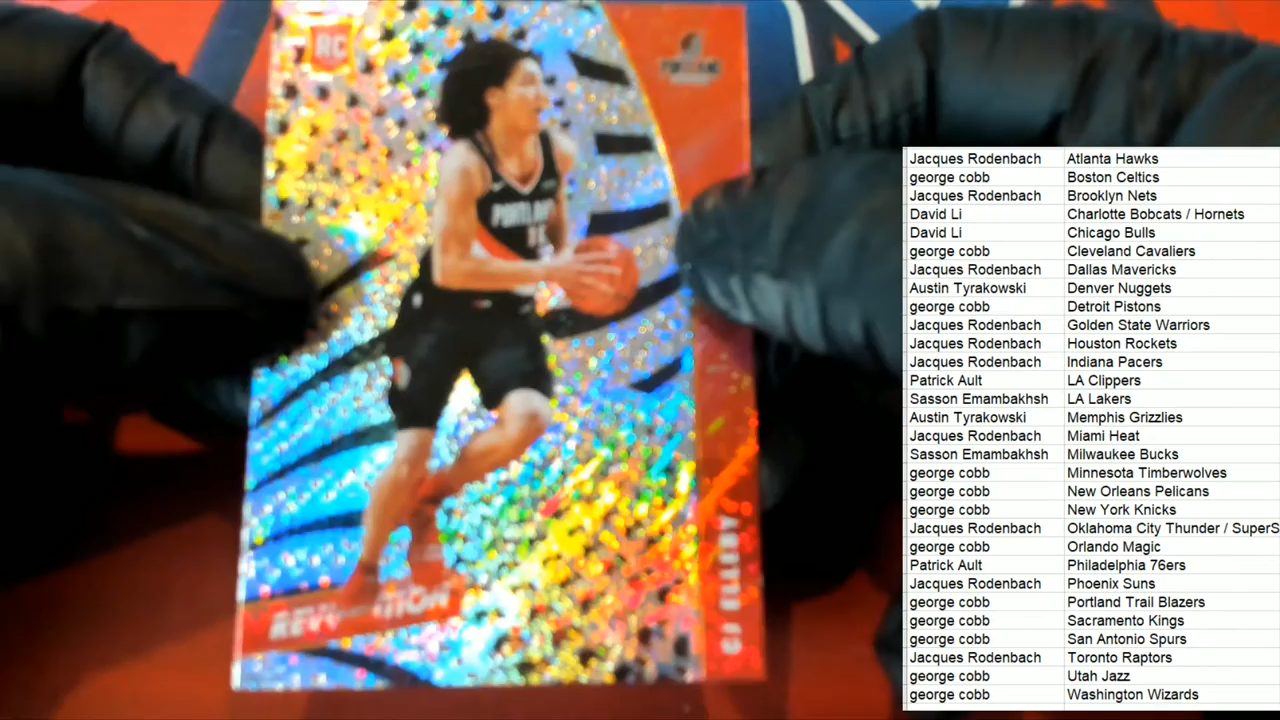 RC
PORTLAND
CJ ELLEBY
Jacques Rodenbach Atlanta Hawks
george cobb Boston Celtics
Jacques Rodenbach Brooklyn Nets
David Li Charlotte Bobcats / Hornets
David Li Chicago Bulls
george cobb Cleveland Cavaliers
Jacques Rodenbach Dallas Mavericks
Austin Tyrakowski Denver Nuggets
george cobb Detroit Pistons
Jacques Rodenbach Golden State Warriors
Jacques Rodenbach Houston Rockets
Jacques Rodenbach Indiana Pacers
Patrick Ault LA Clippers
Sasson Emambakhsh LA Lakers
Austin Tyrakowski Memphis Grizzlies
Jacques Rodenbach Miami Heat
Sasson Emambakhsh Milwaukee Bucks
george cobb Minnesota Timberwolves
george cobb New Orleans Pelicans
george cobb New York Knicks
Jacques Rodenbach Oklahoma City Thunder / SuperS
george cobb Orlando Magic
Patrick Ault Philadelphia 76ers
Jacques Rodenbach Phoenix Suns
george cobb Portland Trail Blazers
george cobb Sacramento Kings
george cobb San Antonio Spurs
Jacques Rodenbach Toronto Raptors
george cobb Utah Jazz
george cobb Washington Wizards